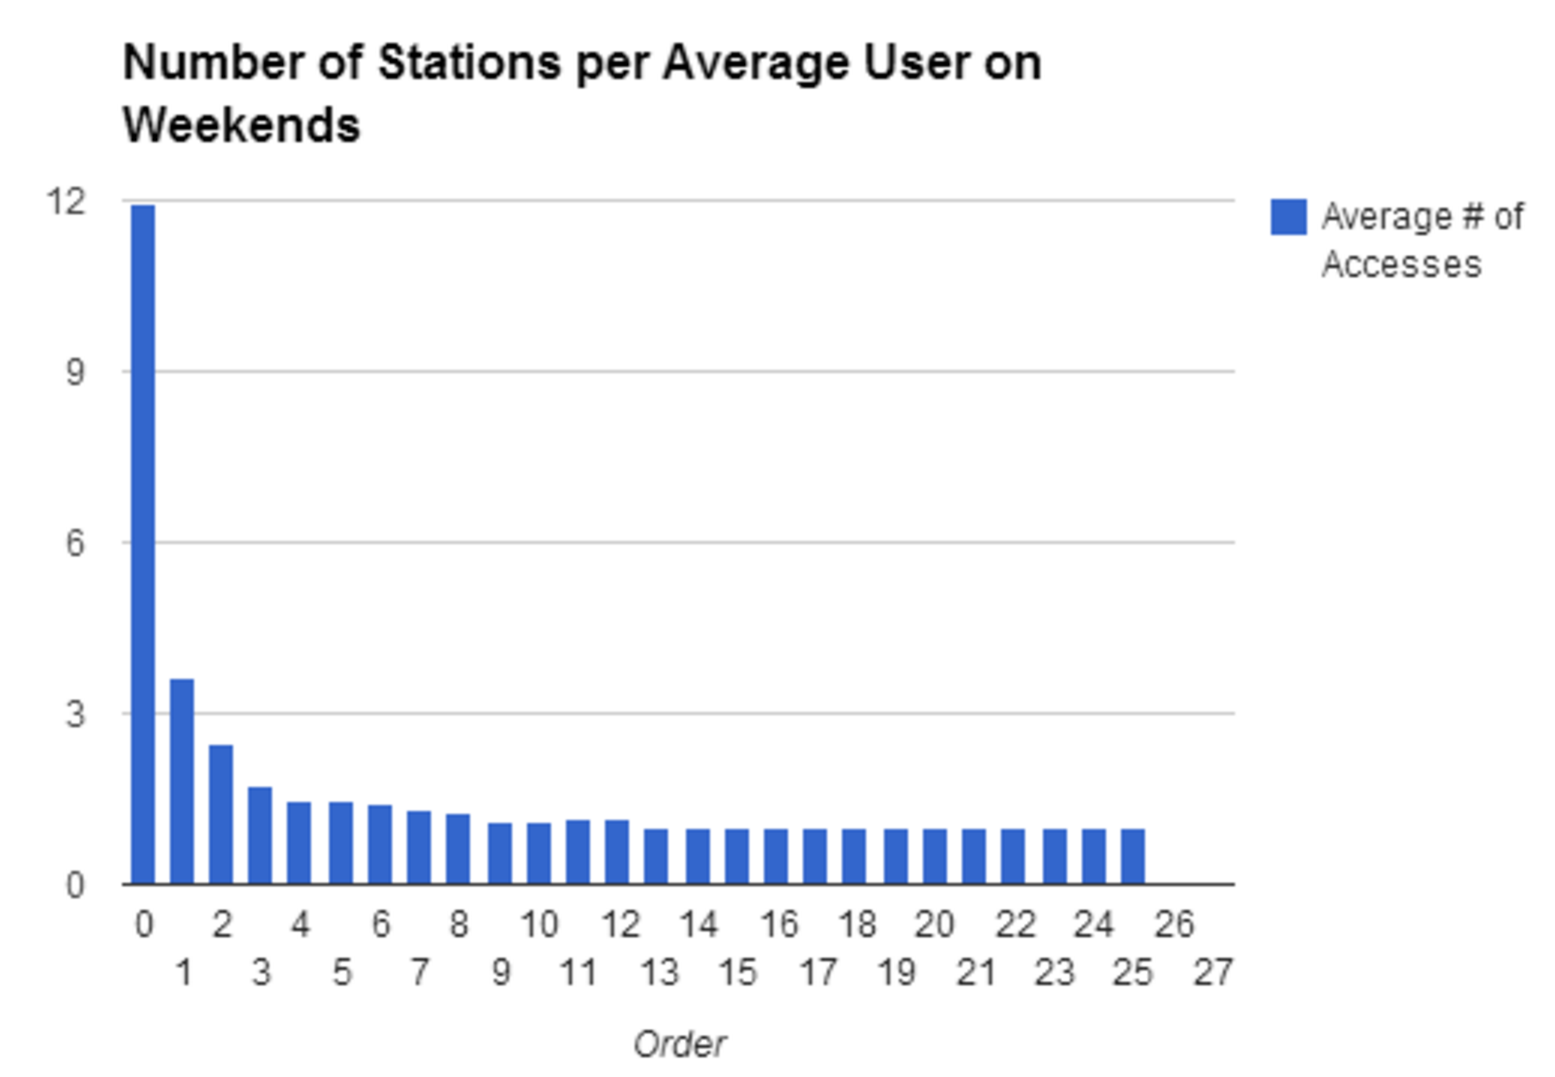 Number of Stations per Average User on
Weekends
12
9
6
3
0
Average # of
Accesses
0 2 4 6 8 10 12 14 16 18 20 22 24 26
1 3 5 7 9 11 13 15 17 19 21 23 25 27
Order